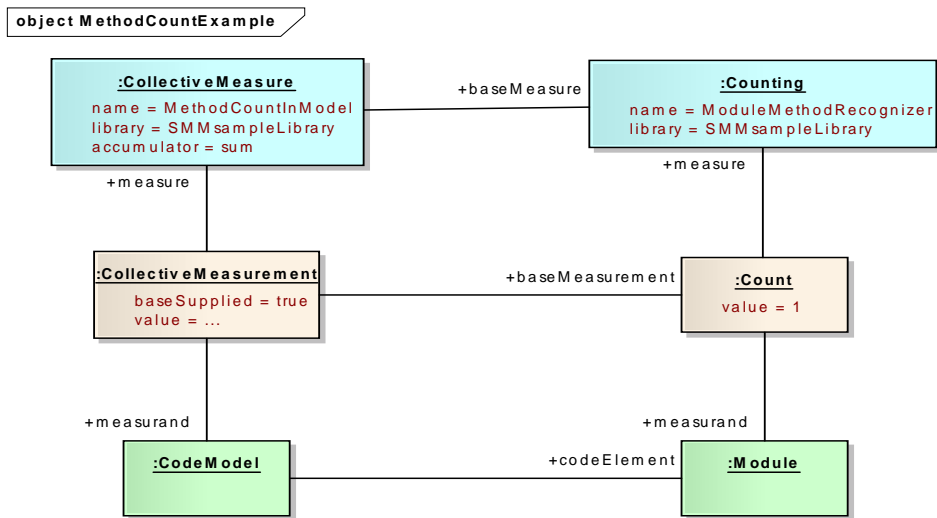 object MethodCountExample
:CollectiveMeasure
name = MethodCountInModel
library = SMMsampleLibrary
accumulator = sum
+baseMeasure
:Counting
name = ModuleMethodRecognizer
library = SMMsampleLibrary
+measure
+measure
:CollectiveMeasurement
baseSupplied = true
value = ...
+baseMeasurement
:Count
value = 1
+measurand
+measurand
:CodeModel
+codeElement
:Module